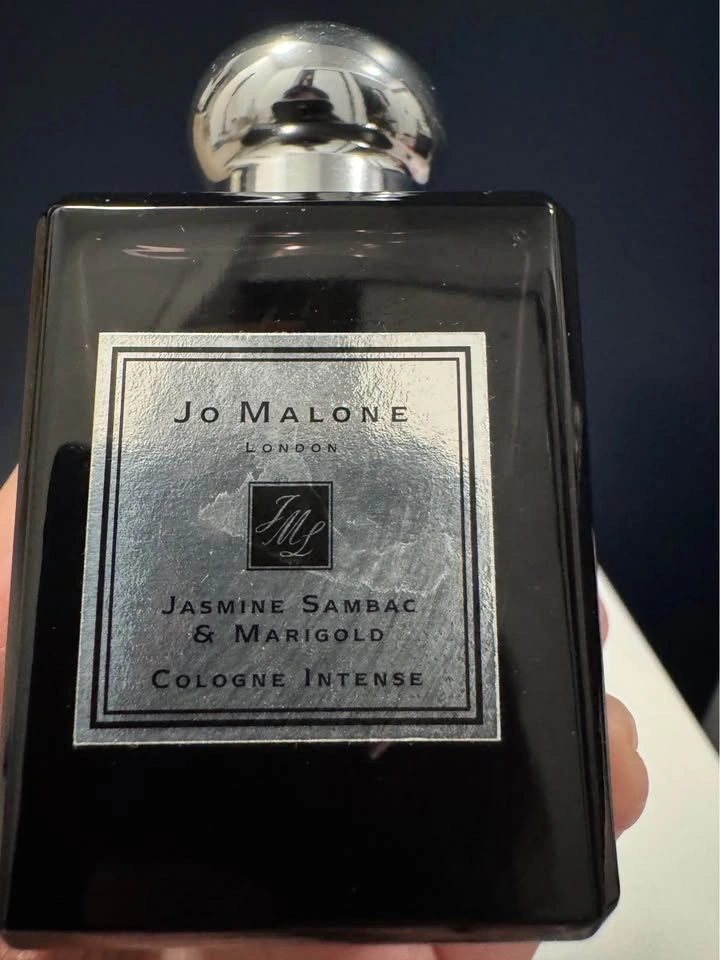 Jo Malone
London
JML
Jasmine Sambac
& Marigold
Cologne Intense